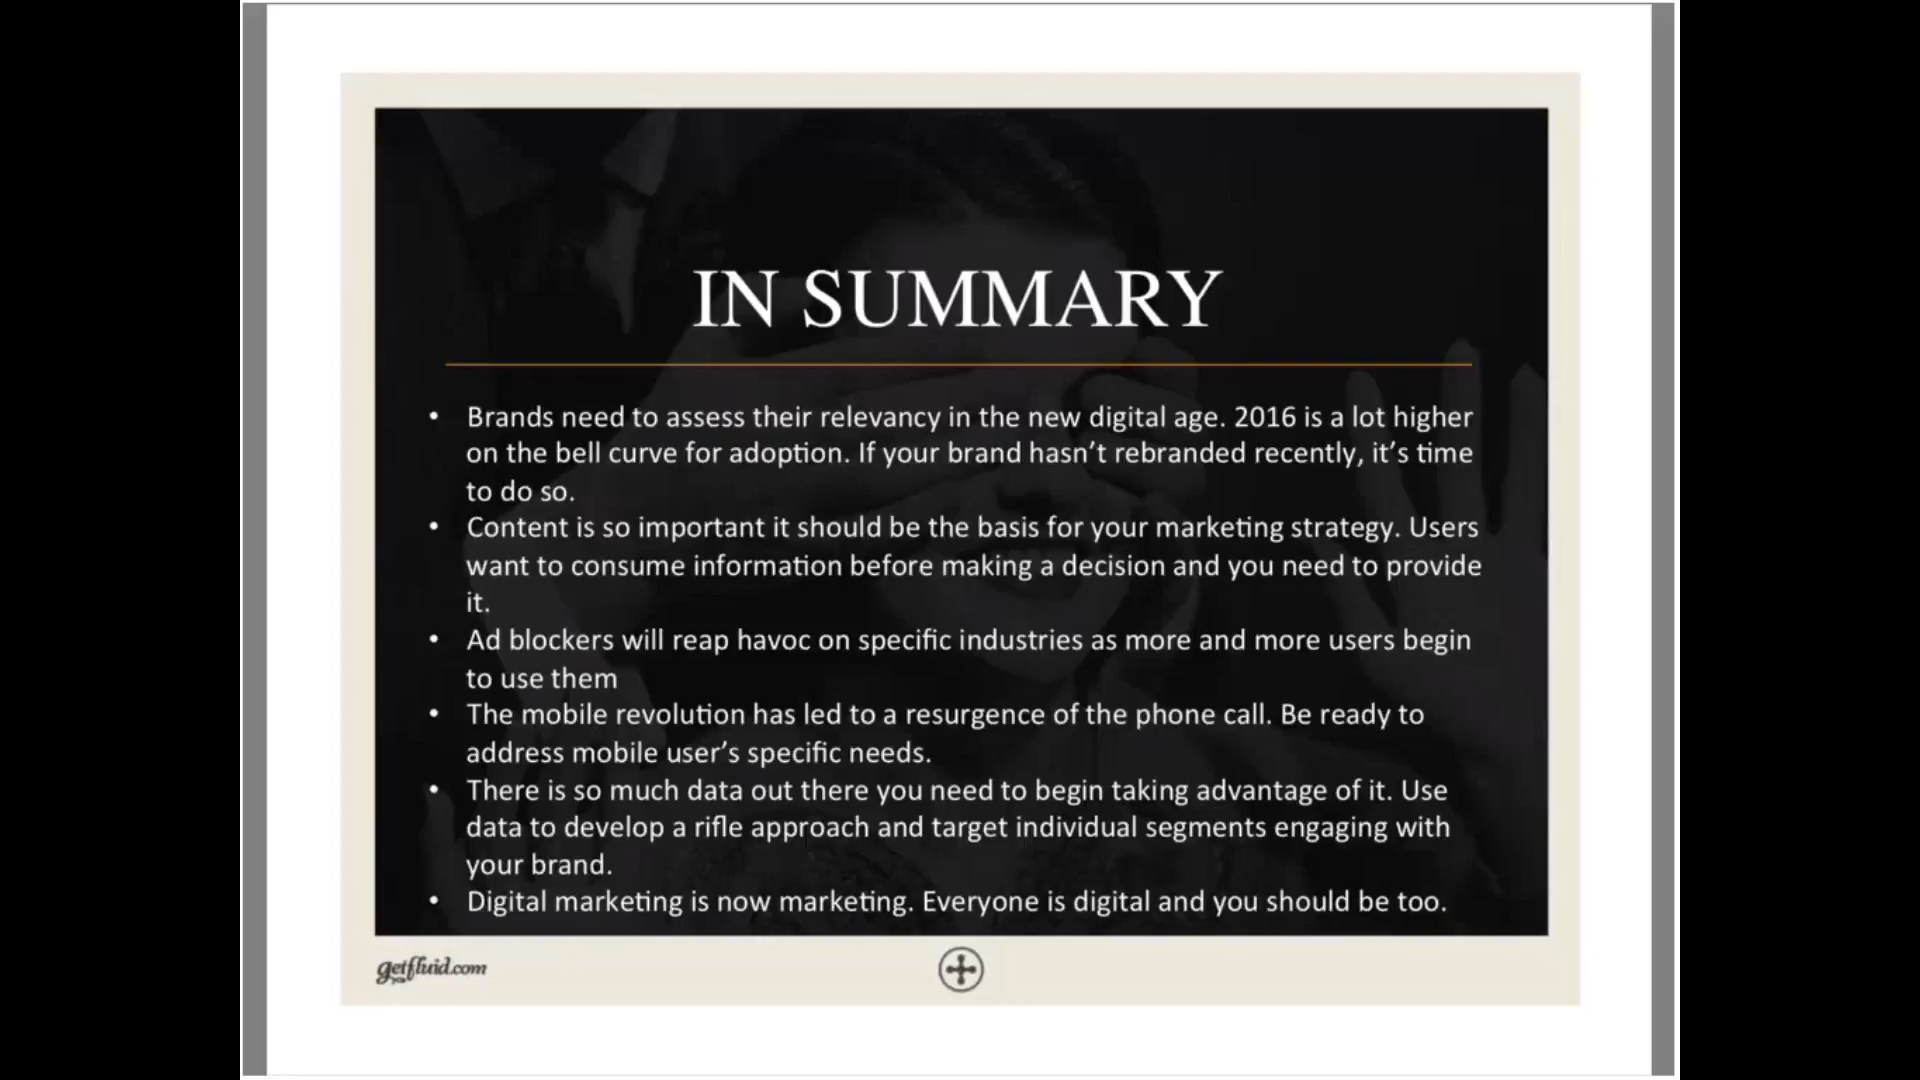 IN SUMMARY
• Brands need to assess their relevancy in the new digital age. 2016 is a lot higher
on the bell curve for adoption. If your brand hasn’t rebranded recently, it’s time
to do so.
• Content is so important it should be the basis for your marketing strategy. Users
want to consume information before making a decision and you need to provide
it.
• Ad blockers will reap havoc on specific industries as more and more users begin
to use them
• The mobile revolution has led to a resurgence of the phone call. Be ready to
address mobile user’s specific needs.
• There is so much data out there you need to begin taking advantage of it. Use
data to develop a rifle approach and target individual segments engaging with
your brand.
• Digital marketing is now marketing. Everyone is digital and you should be too.
getfluid.com